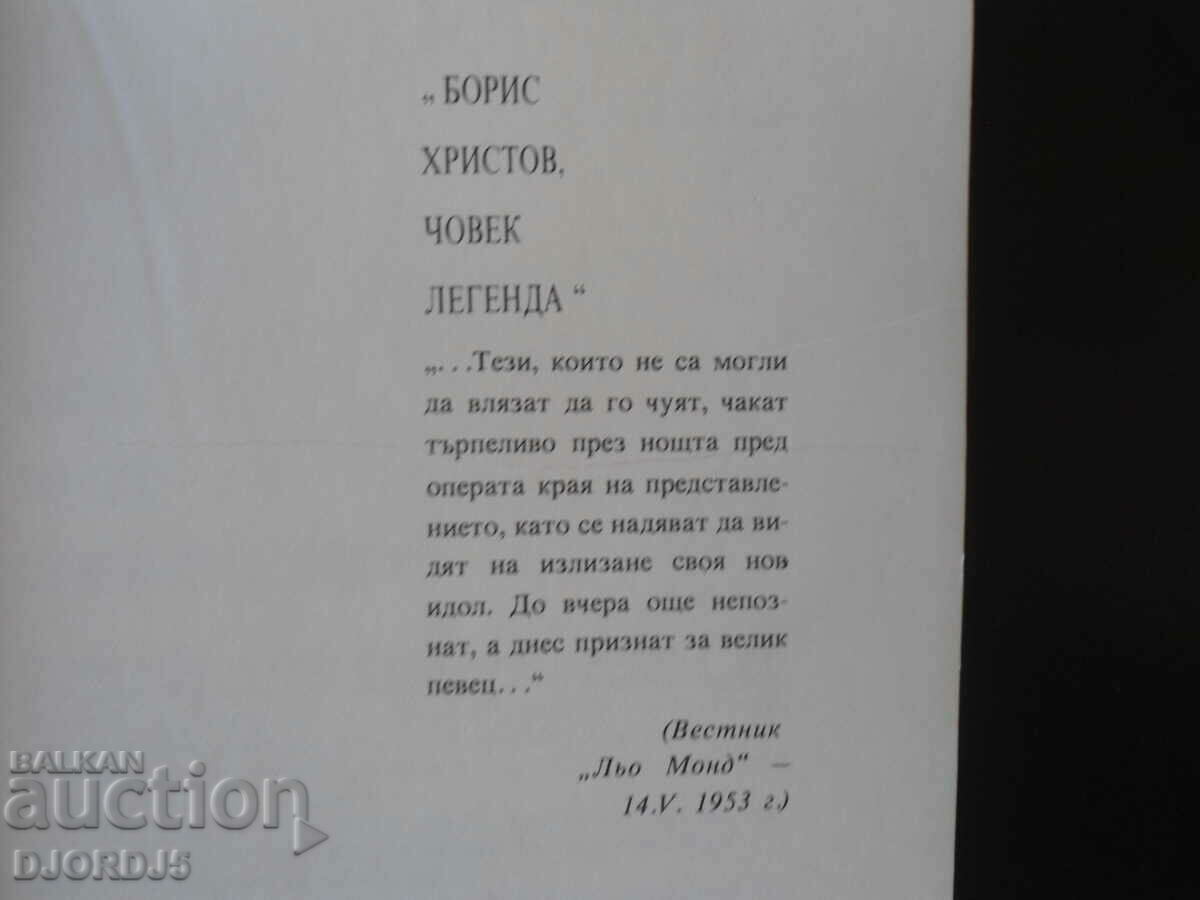 „БОРИС
ХРИСТОВ,
ЧОВЕК
ЛЕГЕНДА“
„...Тези, които не са могли
да влязат да го чуят, чакат
търпеливо през нощта пред
операта края на представле-
нието, като се надяват да ви-
дят на излизане своя нов
идол. До вчера още непоз-
нат, а днес признат за велик
певец...“
(Вестник
„Льо Монд“ –
14.V. 1953 г.)
BALKAN
auction
DJORDJ5